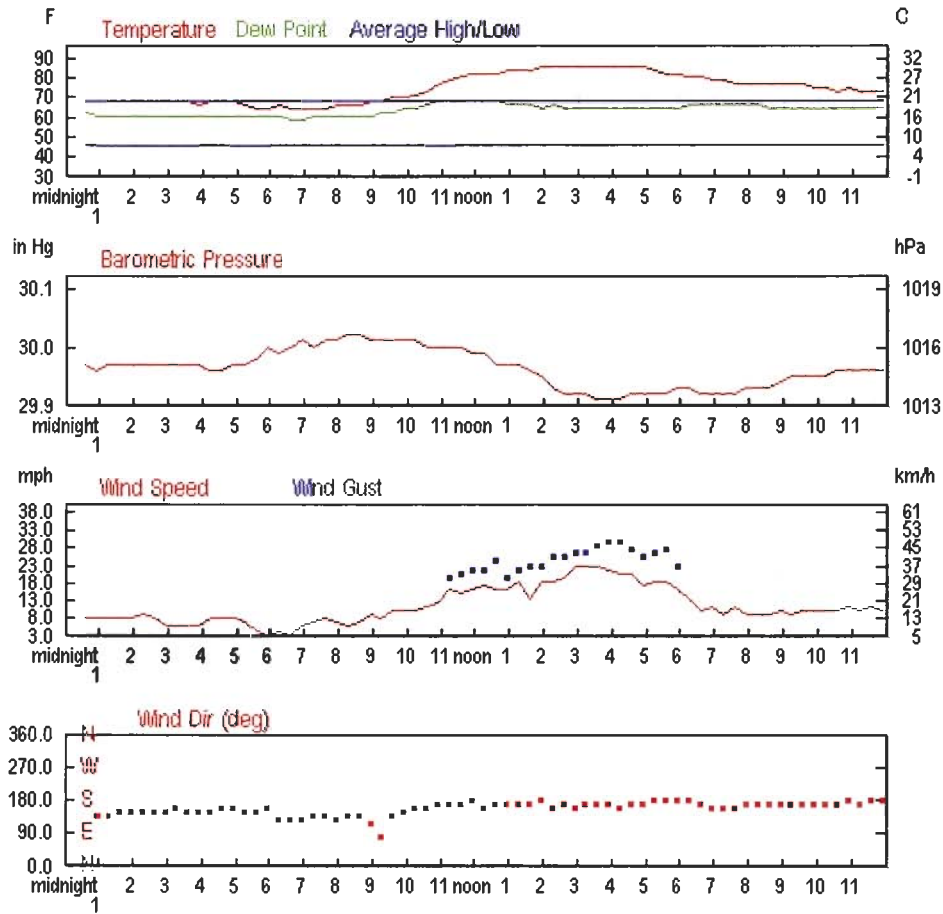 F C
Temperature Dew Point Average High/Low
90 32
80 27
70 21
60 16
50 10
40 4
30 -1
midnight 1 2 3 4 5 6 7 8 9 10 11 noon 1 2 3 4 5 6 7 8 9 10 11
in Hg hPa
Barometric Pressure
30.1 1019
30.0 1016
29.9 1013
midnight 1 2 3 4 5 6 7 8 9 10 11 noon 1 2 3 4 5 6 7 8 9 10 11
mph km/h
Wind Speed Wind Gust
38.0 61
33.0 53
28.0 45
23.0 37
18.0 29
13.0 21
8.0 13
3.0 5
midnight 1 2 3 4 5 6 7 8 9 10 11 noon 1 2 3 4 5 6 7 8 9 10 11
Wind Dir (deg)
360.0 N
270.0 W
180.0 S
90.0 E
0.0 N
midnight 1 2 3 4 5 6 7 8 9 10 11 noon 1 2 3 4 5 6 7 8 9 10 11